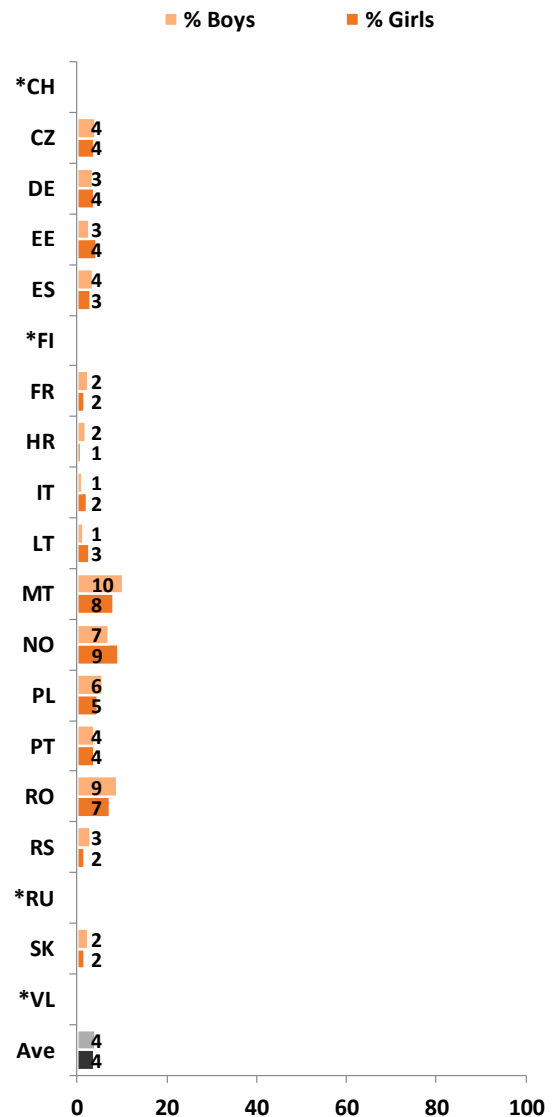 % Boys % Girls
*CH
4
CZ
4
3
DE
4
3
EE
4
4
ES
3
*FI
2
FR
2
2
HR
1
1
IT
2
1
LT
3
10
MT
8
7
NO
9
6
PL
5
4
PT
4
9
RO
7
3
RS
2
*RU
2
SK
2
*VL
4
Ave
4
0 20 40 60 80 100